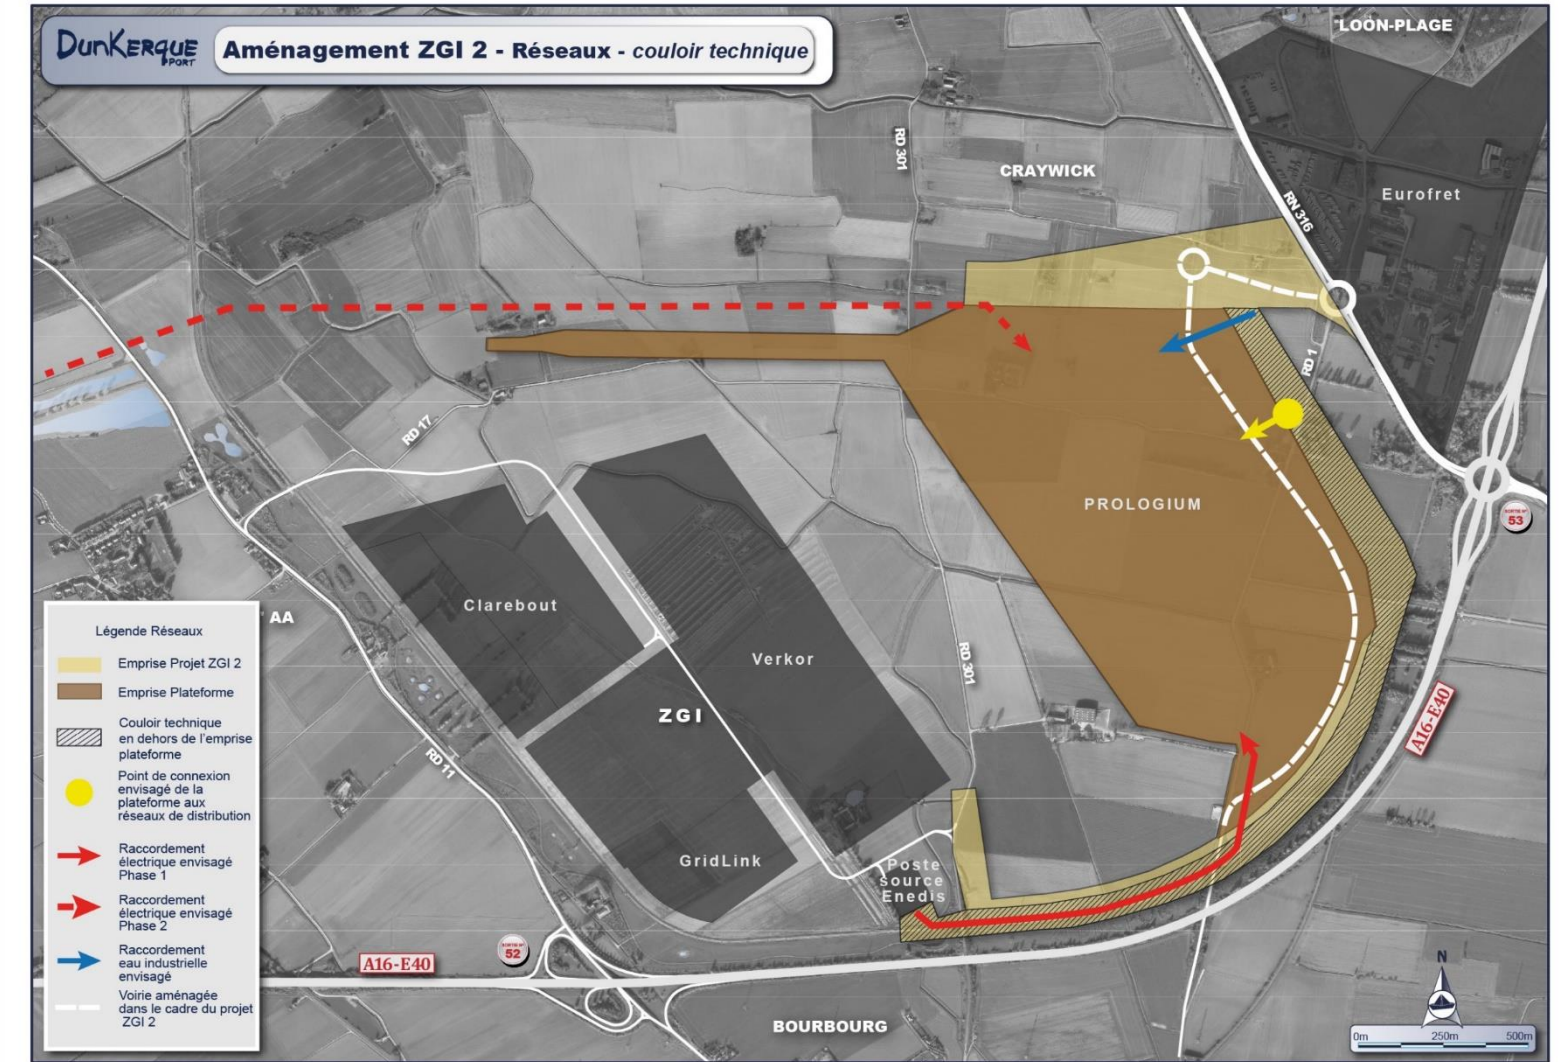 DUNKERQUE
PORT
Aménagement ZGI 2 - Réseaux - couloir technique
LOON-PLAGE
RD 301
CRAYWICK
RN 316
Eurofret
RD 1
RD 17
PROLOGIUM
SORTIE N°
53
Clarebout
Verkor
ZGI
RD 301
AA
RD 11
A16-E40
GridLink
Poste
source
Enedis
SORTIE N°
52
A16-E40
BOURBOURG
Légende Réseaux
Emprise Projet ZGI 2
Emprise Plateforme
Couloir technique
en dehors de l'emprise
plateforme
Point de connexion
envisagé de la
plateforme aux
réseaux de distribution
Raccordement
électrique envisagé
Phase 1
Raccordement
électrique envisagé
Phase 2
Raccordement
eau industrielle
envisagé
Voirie aménagée
dans le cadre du projet
ZGI 2
N
0m 250m 500m